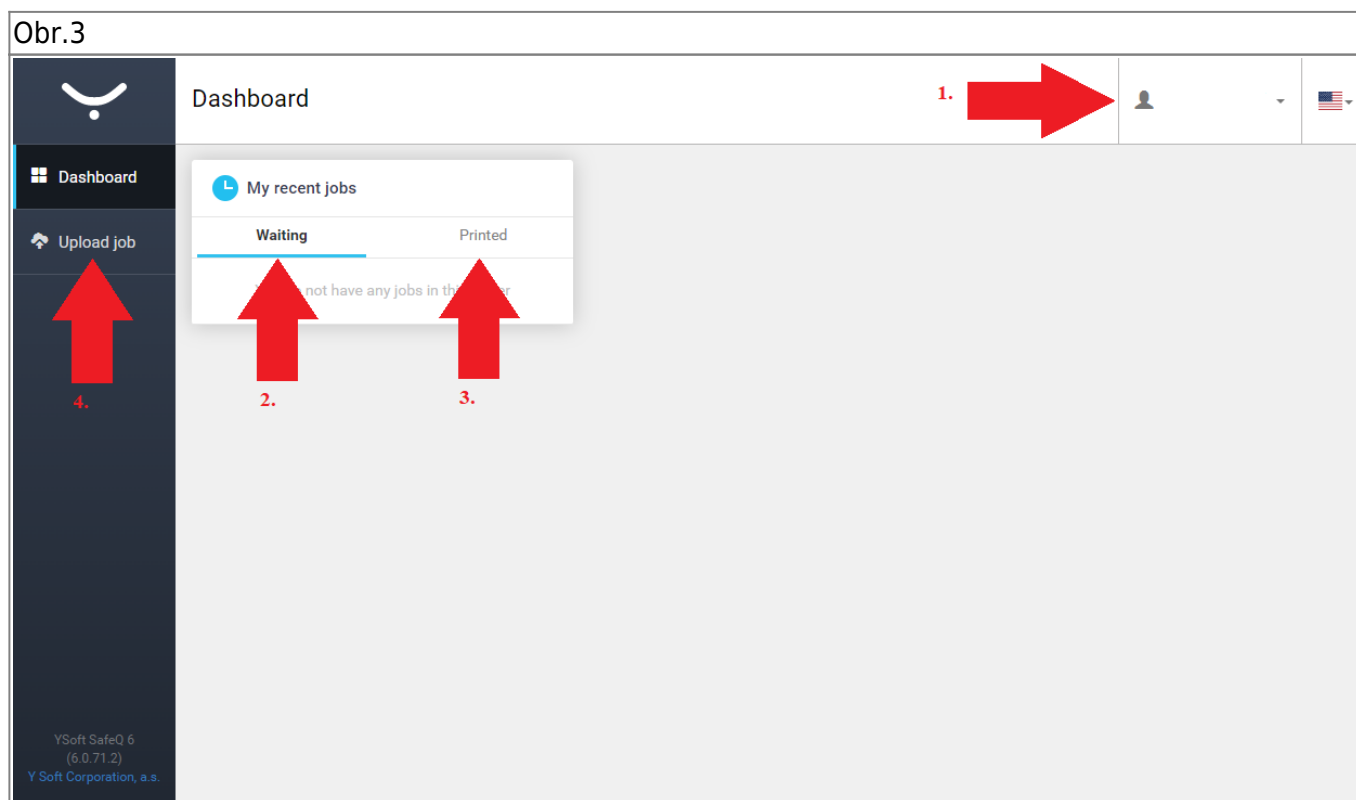 Obr.3
Dashboard
1.
Dashboard
My recent jobs
Upload job
Waiting
Printed
not have any jobs in
4.
2.
3.
YSoft SafeQ 6
(6.0.71.2)
Y Soft Corporation, a.s.